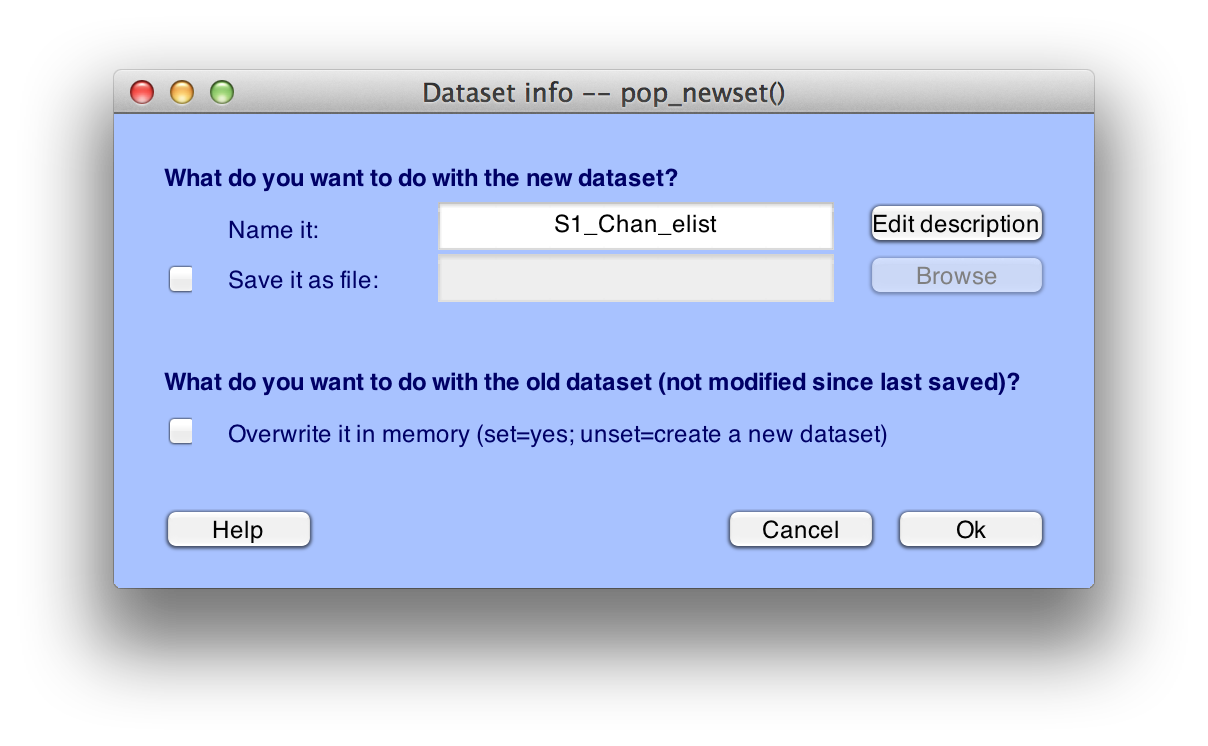 Dataset info -- pop_newset()
What do you want to do with the new dataset?
Name it: S1_Chan_elist Edit description
Save it as file: Browse
What do you want to do with the old dataset (not modified since last saved)?
Overwrite it in memory (set=yes; unset=create a new dataset)
Help Cancel Ok